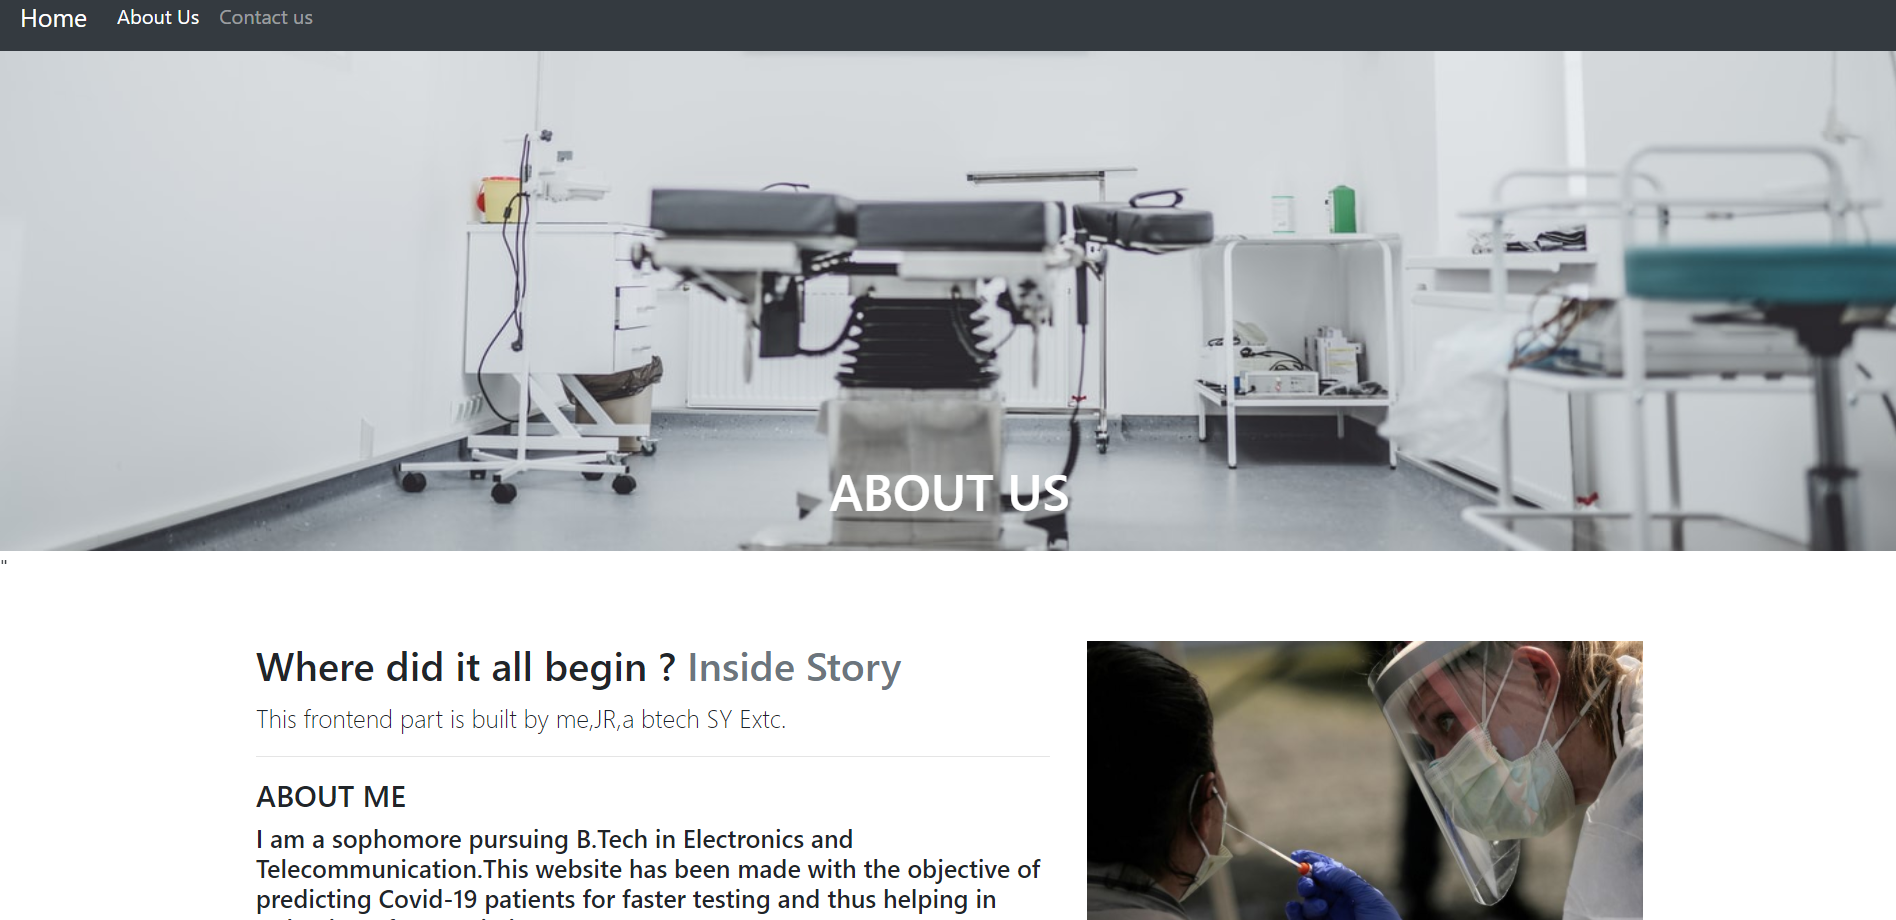 Home About Us Contact us
ABOUT US
"
Where did it all begin ? Inside Story
This frontend part is built by me,JR,a btech SY Extc.
ABOUT ME
I am a sophomore pursuing B.Tech in Electronics and
Telecommunication.This website has been made with the objective of
predicting Covid-19 patients for faster testing and thus helping in